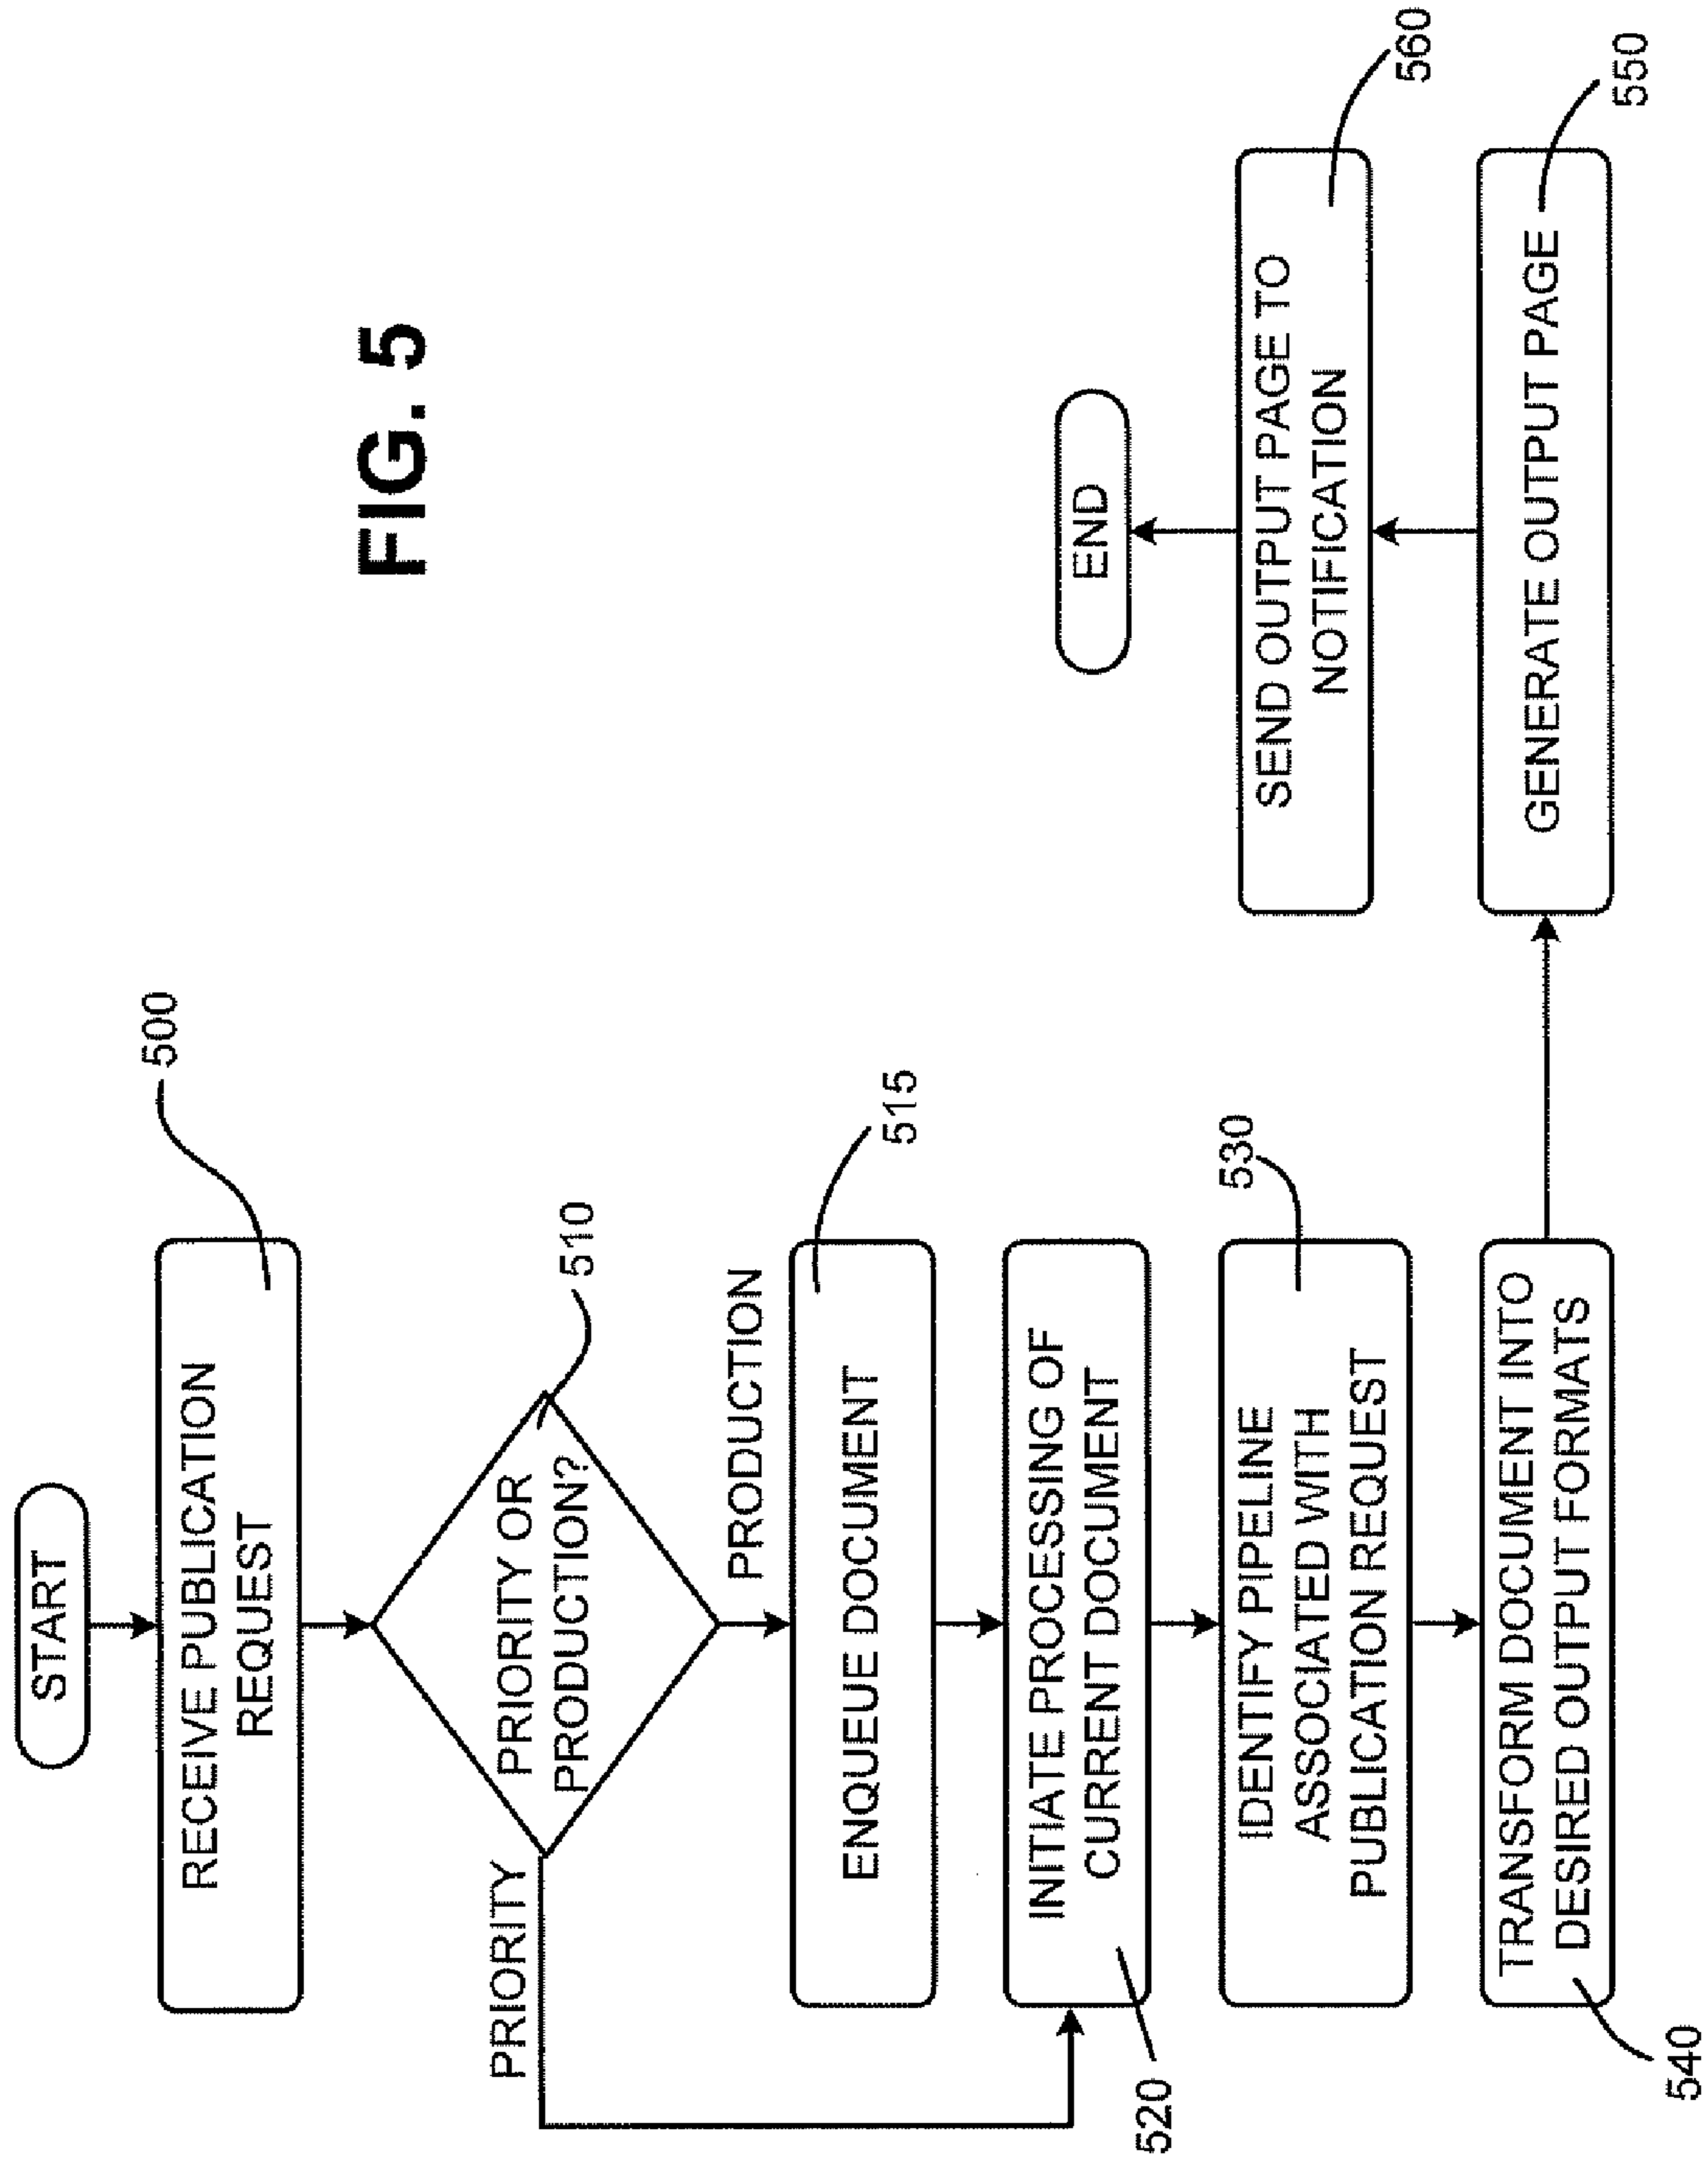 START
RECEIVE PUBLICATION
REQUEST
500
PRIORITY OR
PRODUCTION?
510
PRIORITY
PRODUCTION
ENQUEUE DOCUMENT
515
INITIATE PROCESSING OF
CURRENT DOCUMENT
520
IDENTIFY PIPELINE
ASSOCIATED WITH
PUBLICATION REQUEST
530
TRANSFORM DOCUMENT INTO
DESIRED OUTPUT FORMATS
540
GENERATE OUTPUT PAGE
550
SEND OUTPUT PAGE TO
NOTIFICATION
560
END
FIG. 5